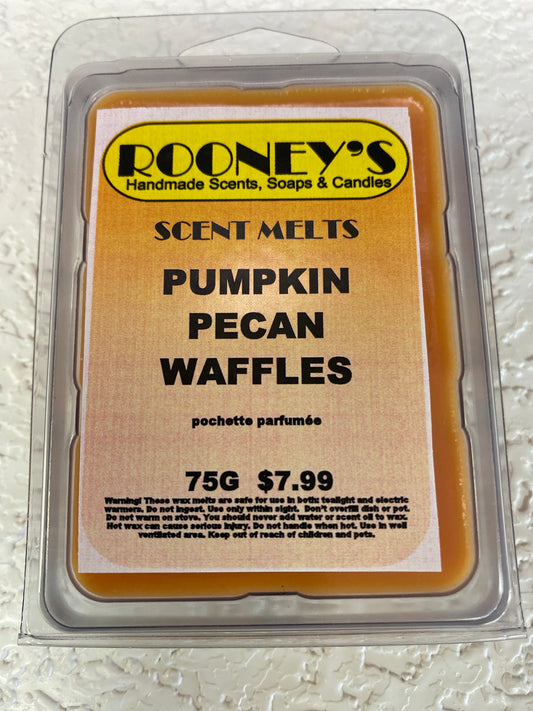 ROONEY'S
Handmade Scents, Soaps & Candles
SCENT MELTS
PUMPKIN
PECAN
WAFFLES
pochette parfumée
75G $7.99
Warning! These wax melts are safe for use in both: tealight and electric
warmers. Do not ingest. Use only within sight. Don't overfill dish or pot.
Do not warm on stove. You should never add water or scent oil to wax.
Hot wax can cause serious injury. Do not handle when hot. Use in well
ventilated area. Keep out of reach of children and pets.